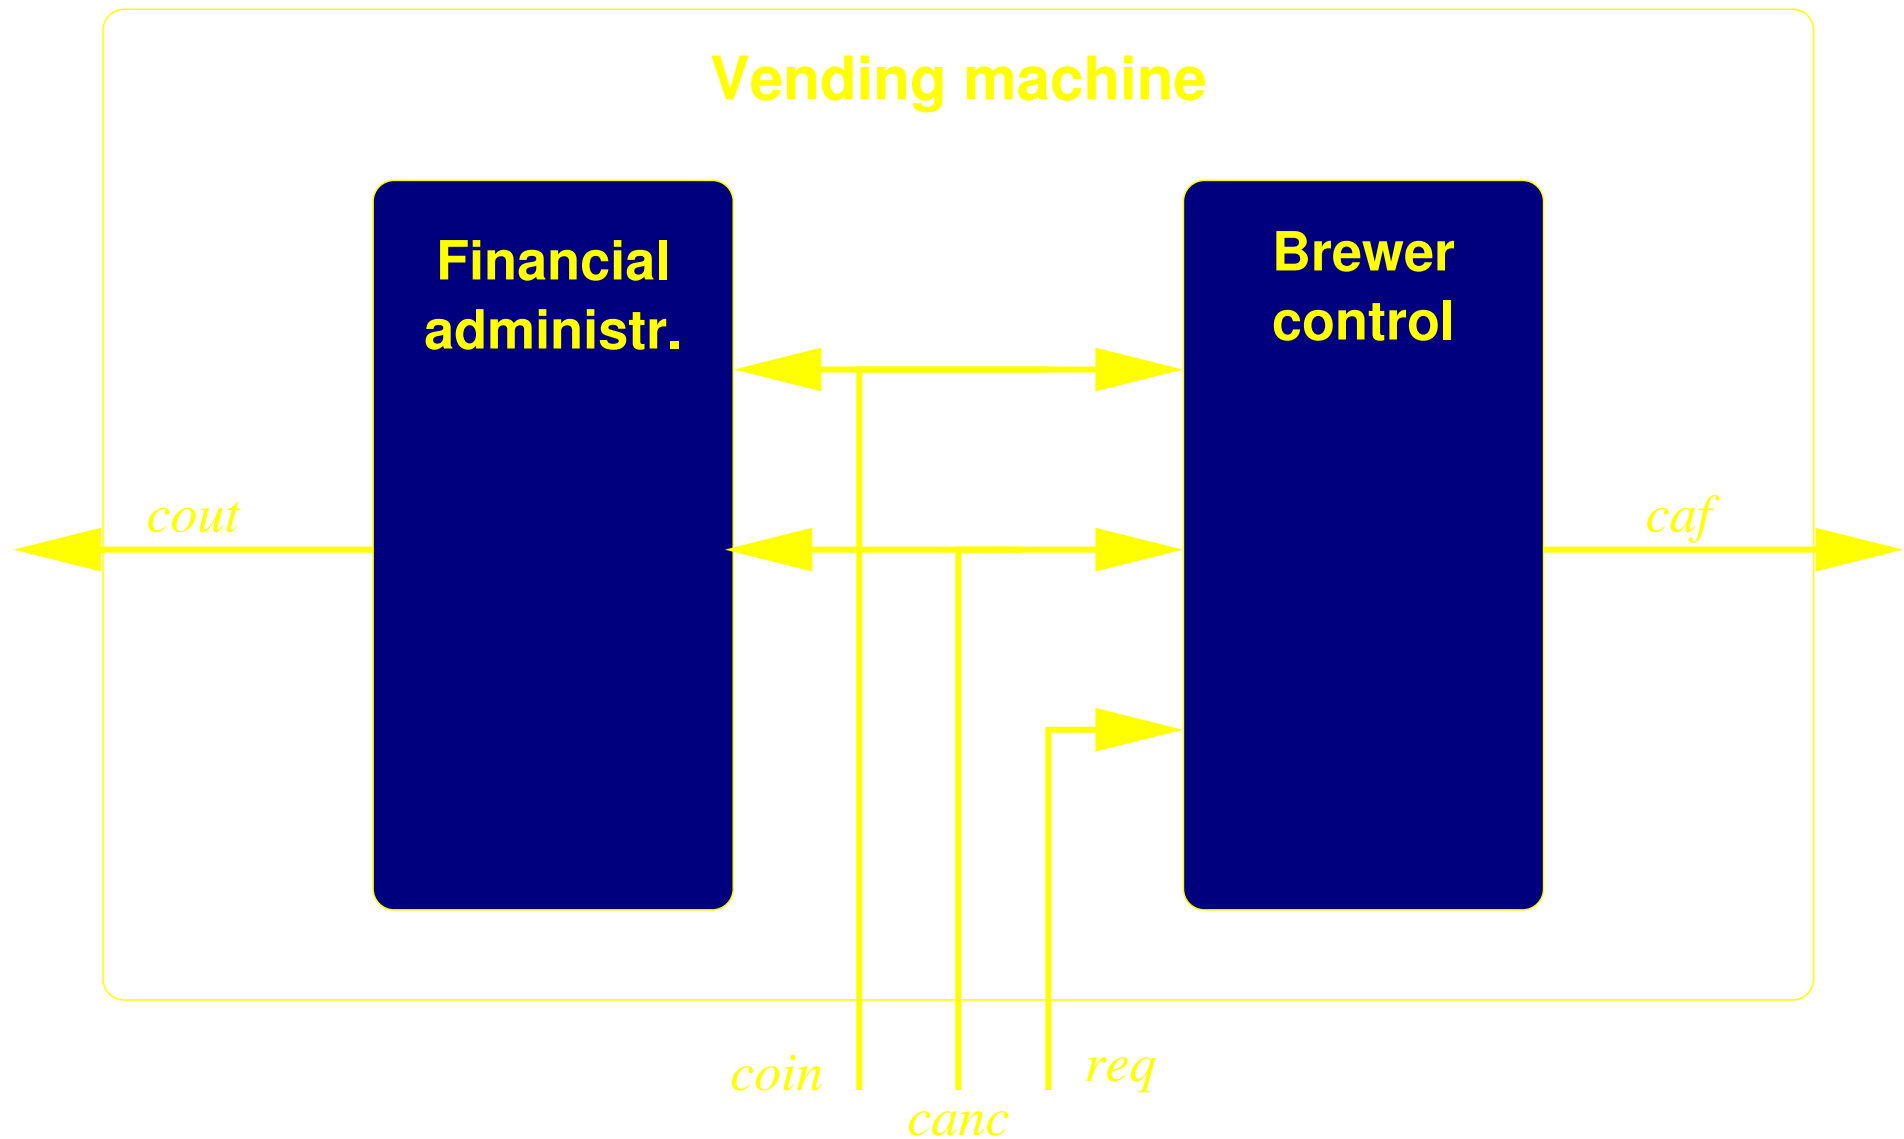 Vending machine
Financial
administr.
Brewer
control
cout
caf
coin
canc
req